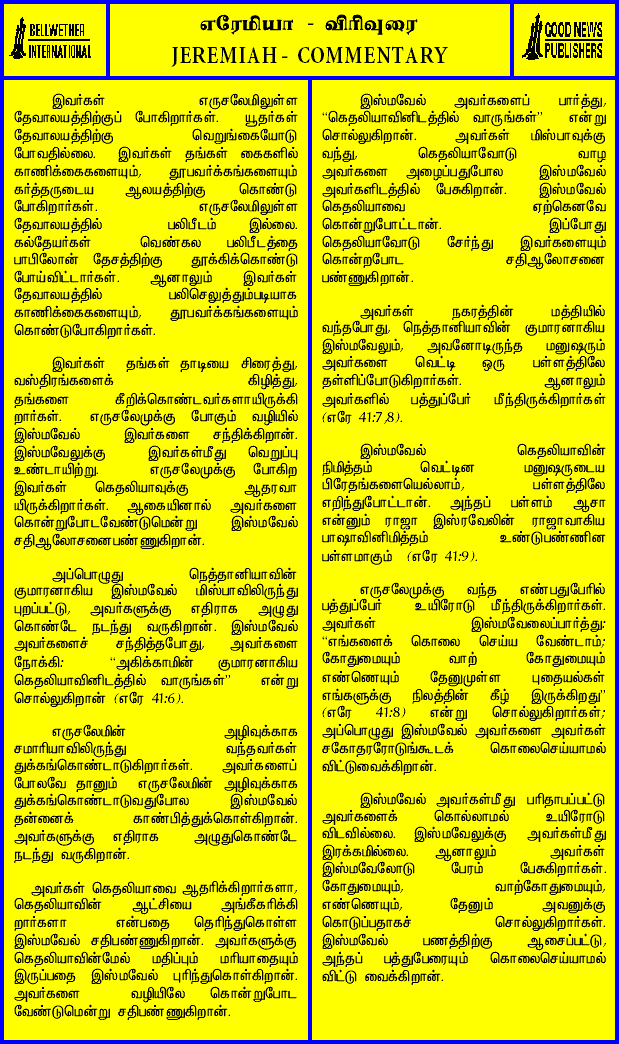 BELLWETHER
INTERNATIONAL
எரேமியா - விரிவுரை
JEREMIAH - COMMENTARY
GOOD NEWS
PUBLISHERS
இவர்கள் எருசலேமிலுள்ள
தேவாலயத்திற்குப் போகிறார்கள். யூதர்கள்
தேவாலயத்திற்கு வெறுங்கையோடு
போவதில்லை. இவர்கள் தங்கள் கைகளில்
காணிக்கைகளையும், தூபவர்க்கங்களையும்
கர்த்தருடைய ஆலயத்திற்கு கொண்டு
போகிறார்கள். எருசலேமிலுள்ள
தேவாலயத்தில் பலிபீடம் இல்லை.
கல்தேயர்கள் வெண்கல பலிபீடத்தை
பாபிலோன் தேசத்திற்கு தூக்கிக்கொண்டு
போய்விட்டார்கள். ஆனாலும் இவர்கள்
தேவாலயத்தில் பலிசெலுத்தும்படியாக
காணிக்கைகளையும், தூபவர்க்கங்களையும்
கொண்டுபோகிறார்கள்.
இவர்கள் தங்கள் தாடியை சிரைத்து,
வஸ்திரங்களைக் கிழித்து,
தங்களை கீறிக்கொண்டவர்களாயிருக்கி
றார்கள். எருசலேமுக்கு போகும் வழியில்
இஸ்மவேல் இவர்களை சந்திக்கிறான்.
இஸ்மவேலுக்கு இவர்கள்மீது வெறுப்பு
உண்டாயிற்று. எருசலேமுக்கு போகிற
இவர்கள் கெதலியாவுக்கு ஆதரவா
யிருக்கிறார்கள். ஆகையினால் அவர்களை
கொன்றுபோடவேண்டுமென்று இஸ்மவேல்
சதிஆலோசனைபண்ணுகிறான்.
அப்பொழுது நெத்தானியாவின்
குமாரனாகிய இஸ்மவேல் மிஸ்பாவிலிருந்து
புறப்பட்டு, அவர்களுக்கு எதிராக அழுது
கொண்டே நடந்து வருகிறான். இஸ்மவேல்
அவர்களைச் சந்தித்தபோது, அவர்களை
நோக்கி; "அகிக்காமின் குமாரனாகிய
கெதலியாவினிடத்தில் வாருங்கள்" என்று
சொல்லுகிறான் (எரே 41:6).
எருசலேமின் அழிவுக்காக
சமாரியாவிலிருந்து வந்தவர்கள்
துக்கங்கொண்டாடுகிறார்கள். அவர்களைப்
போலவே தானும் எருசலேமின் அழிவுக்காக
துக்கங்கொண்டாடுவதுபோல இஸ்மவேல்
தன்னைக் காண்பித்துக்கொள்கிறான்.
அவர்களுக்கு எதிராக அழுதுகொண்டே
நடந்து வருகிறான்.
அவர்கள் கெதலியாவை ஆதரிக்கிறார்களா,
கெதலியாவின் ஆட்சியை அங்கீகரிக்கி
றார்களா என்பதை தெரிந்துகொள்ள
இஸ்மவேல் சதிபண்ணுகிறான். அவர்களுக்கு
கெதலியாவின்மேல் மதிப்பும் மரியாதையும்
இருப்பதை இஸ்மவேல் புரிந்துகொள்கிறான்.
அவர்களை வழியிலே கொன்றுபோட
வேண்டுமென்று சதிபண்ணுகிறான்.
இஸ்மவேல் அவர்களைப் பார்த்து,
"கெதலியாவினிடத்தில் வாருங்கள்" என்று
சொல்லுகிறான். அவர்கள் மிஸ்பாவுக்கு
வந்து, கெதலியாவோடு வாழ
அவர்களை அழைப்பதுபோல இஸ்மவேல்
அவர்களிடத்தில் பேசுகிறான். இஸ்மவேல்
கெதலியாவை ஏற்கெனவே
கொன்றுபோட்டான். இப்போது
கெதலியாவோடு சேர்ந்து இவர்களையும்
கொன்றபோட சதிஆலோசனை
பண்ணுகிறான்.
அவர்கள் நகரத்தின் மத்தியில்
வந்தபோது, நெத்தானியாவின் குமாரனாகிய
இஸ்மவேலும், அவனோடிருந்த மனுஷரும்
அவர்களை வெட்டி ஒரு பள்ளத்திலே
தள்ளிப்போடுகிறார்கள். ஆனாலும்
அவர்களில் பத்துப்பேர் மீந்திருக்கிறார்கள்
(எரே 41:7,8).
இஸ்மவேல் கெதலியாவின்
நிமித்தம் வெட்டின மனுஷருடைய
பிரேதங்களையெல்லாம், பள்ளத்திலே
எறிந்துபோட்டான். அந்தப் பள்ளம் ஆசா
என்னும் ராஜா இஸ்ரவேலின் ராஜாவாகிய
பாஷாவினிமித்தம் உண்டுபண்ணின
பள்ளமாகும் (எரே 41:9).
எருசலேமுக்கு வந்த எண்பதுபேரில்
பத்துப்பேர் உயிரோடு மீந்திருக்கிறார்கள்.
அவர்கள் இஸ்மவேலைப்பார்த்து;
"எங்களைக் கொலை செய்ய வேண்டாம்;
கோதுமையும் வாற் கோதுமையும்
எண்ணெயும் தேனுமுள்ள புதையல்கள்
எங்களுக்கு நிலத்தின் கீழ் இருக்கிறது"
(எரே 41:8) என்று சொல்லுகிறார்கள்;
அப்பொழுது இஸ்மவேல் அவர்களை அவர்கள்
சகோதரரோடுங்கூடக் கொலைசெய்யாமல்
விட்டுவைக்கிறான்.
இஸ்மவேல் அவர்கள்மீது பரிதாபப்பட்டு
அவர்களைக் கொல்லாமல் உயிரோடு
விடவில்லை. இஸ்மவேலுக்கு அவர்கள்மீது
இரக்கமில்லை. ஆனாலும் அவர்கள்
இஸ்மவேலோடு பேரம் பேசுகிறார்கள்.
கோதுமையும், வாற்கோதுமையும்,
எண்ணெயும், தேனும் அவனுக்கு
கொடுப்பதாகச் சொல்லுகிறார்கள்.
இஸ்மவேல் பணத்திற்கு ஆசைப்பட்டு,
அந்தப் பத்துபேரையும் கொலைசெய்யாமல்
விட்டு வைக்கிறான்.